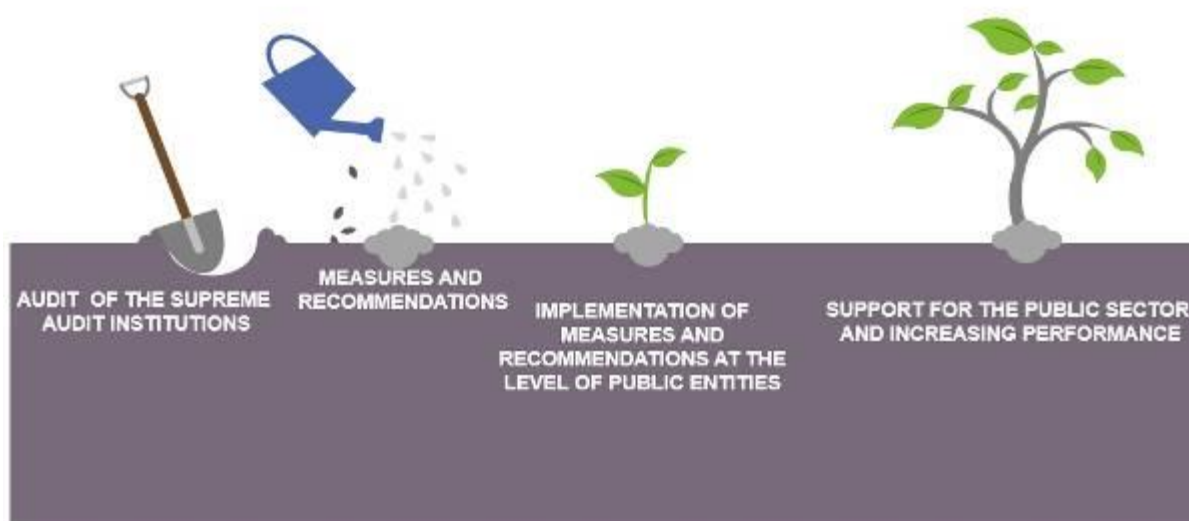 AUDIT OF THE SUPREME
AUDIT INSTITUTIONS
MEASURES AND
RECOMMENDATIONS
IMPLEMENTATION OF
MEASURES AND
RECOMMENDATIONS AT THE
LEVEL OF PUBLIC ENTITIES
SUPPORT FOR THE PUBLIC SECTOR
AND INCREASING PERFORMANCE